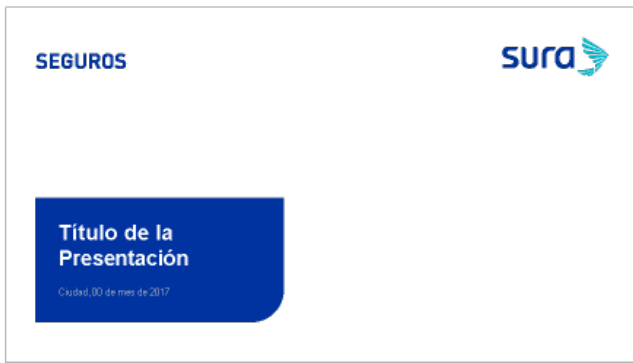 SEGUROS
sura
Título de la
Presentación
Ciudad, 00 de mes de 2017